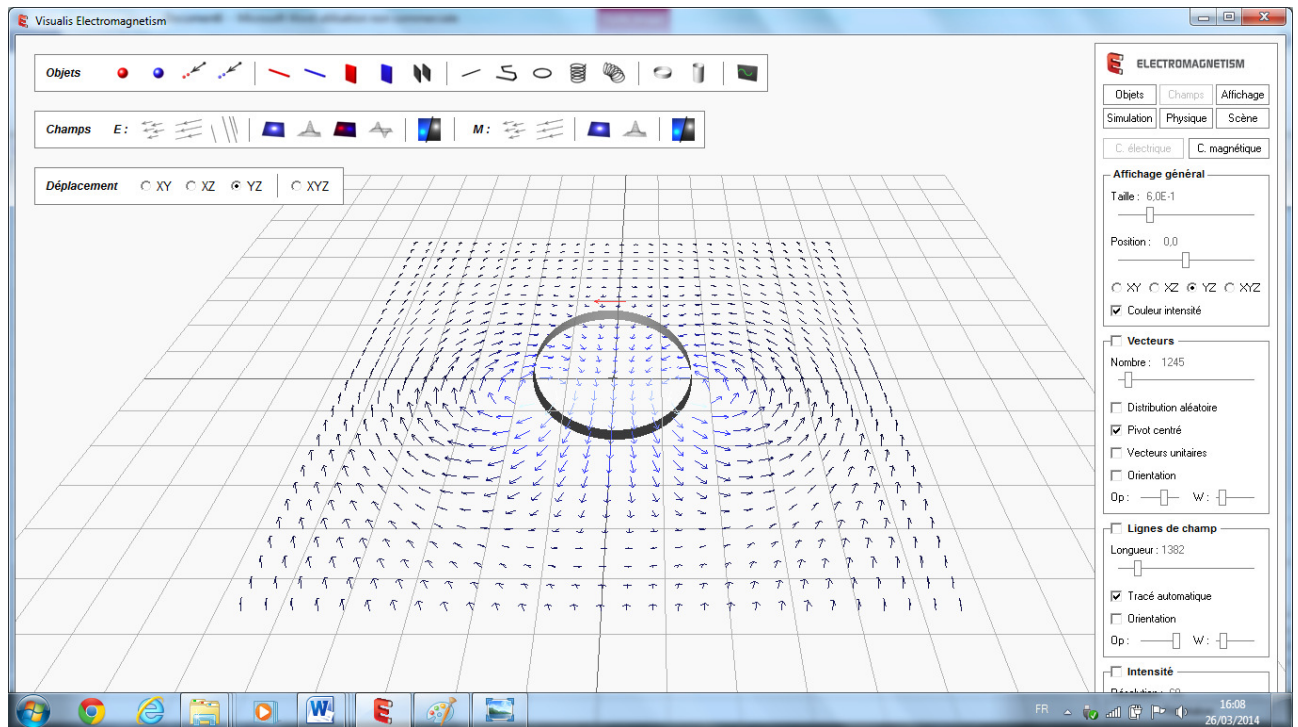 Visualis Electromagnetism
Objets
Champs E : M :
Déplacement XY XZ YZ XYZ
ELECTROMAGNETISM
Objets Champs Affichage
Simulation Physique Scène
C. électrique C. magnétique
Affichage général
Taille : 6,0E-1
Position : 0,0
XY XZ YZ XYZ
Couleur intensité
Vecteurs
Nombre : 1245
Distribution aléatoire
Pivot centré
Vecteurs unitaires
Orientation
Op : W :
Lignes de champ
Longueur : 1382
Tracé automatique
Orientation
Op : W :
Intensité
FR 16:08
26/03/2014